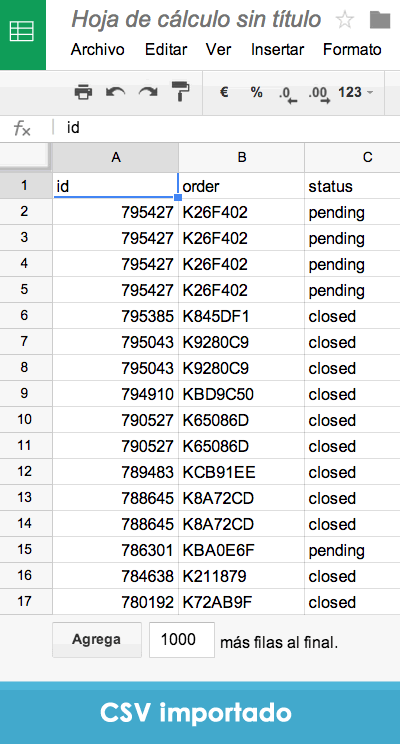 Hoja de cálculo sin título
Archivo Editar Ver Insertar Formato
€ % .0 .00 123
fx id
A B C
1 id order status
2 795427 K26F402 pending
3 795427 K26F402 pending
4 795427 K26F402 pending
5 795427 K26F402 pending
6 795385 K845DF1 closed
7 795043 K9280C9 closed
8 795043 K9280C9 closed
9 794910 KBD9C50 closed
10 790527 K65086D closed
11 790527 K65086D closed
12 789483 KCB91EE closed
13 788645 K8A72CD closed
14 788645 K8A72CD closed
15 786301 KBA0E6F pending
16 784638 K211879 closed
17 780192 K72AB9F closed
Agrega 1000 más filas al final.
CSV importado